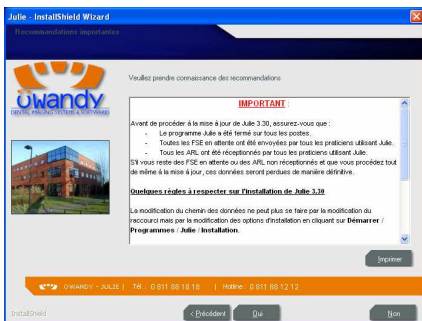 Julie - InstallShield Wizard
Recommandations importantes
Owandy
DENTAL IMAGING SYSTEMS & SOFTWARES
Veuillez prendre connaissance des recommandations
IMPORTANT :
Avant de procéder à la mise à jour de Julie 3.30, assurez-vous que :
- Le programme Julie a été fermé sur tous les postes.
- Toutes les FSE en attente ont été envoyées par tous les praticiens utilisant Julie.
- Tous les ARL ont été réceptionnés par tous les praticiens utilisant Julie.
S'il vous reste des FSE en attente ou des ARL non réceptionnés et que vous procédez tout
de même à la mise à jour, ces données seront perdues de manière définitive.
Quelques règles à respecter sur l'installation de Julie 3.30
La modification du chemin des données ne peut plus se faire par la modification du
raccourci mais par la modification des options d'installation en cliquant sur Démarrer /
Programmes / Julie / Installation.
Imprimer
OWANDY - JULIE | Tél. : 0 811 88 18 18 | Hotline : 0 811 88 12 12
InstallShield
< Précédent
Oui
Non